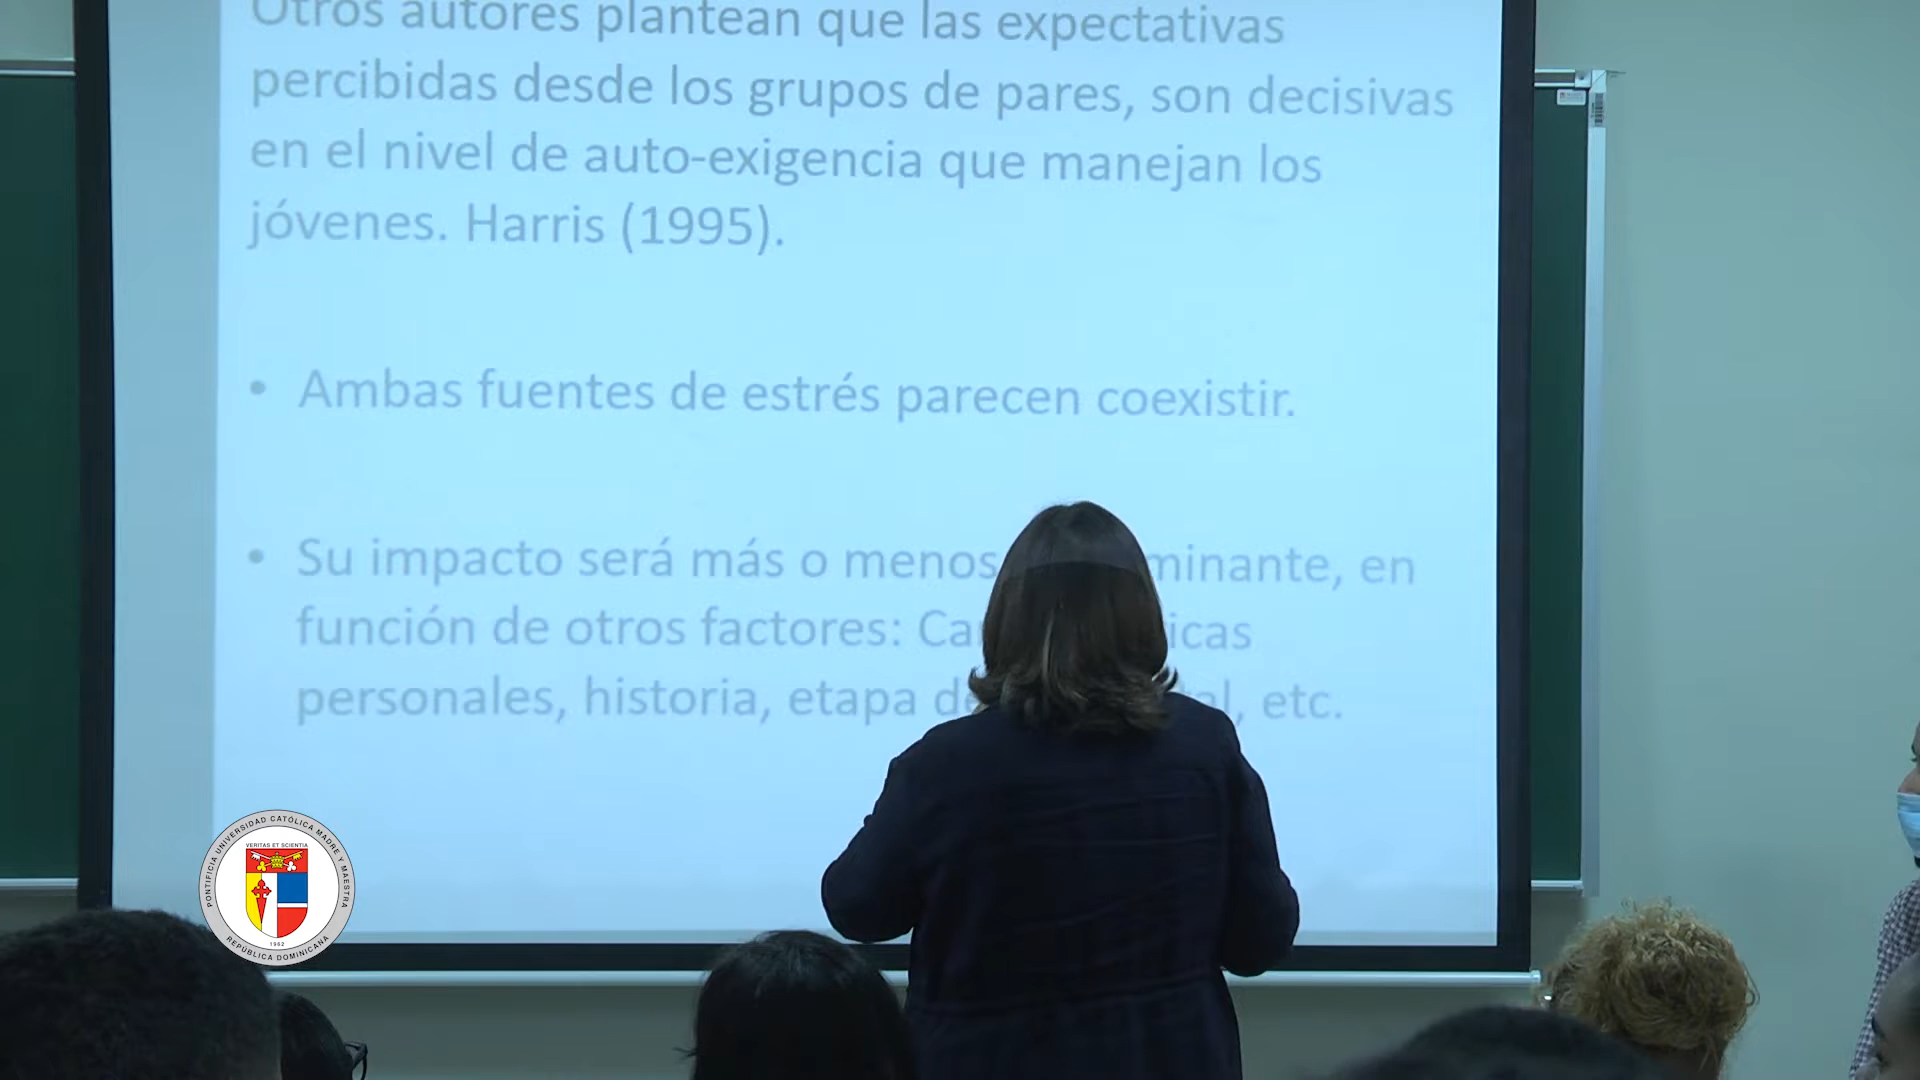 Otros autores plantean que las expectativas
percibidas desde los grupos de pares, son decisivas
en el nivel de auto-exigencia que manejan los
jóvenes. Harris (1995).
• Ambas fuentes de estrés parecen coexistir.
• Su impacto será más o menos minante, en
función de otros factores: Ca icas
personales, historia, etapa de al, etc.
PONTIFICIA UNIVERSIDAD CATÓLICA MADRE Y MAESTRA
VERITAS ET SCIENTIA
1962
REPÚBLICA DOMINICANA